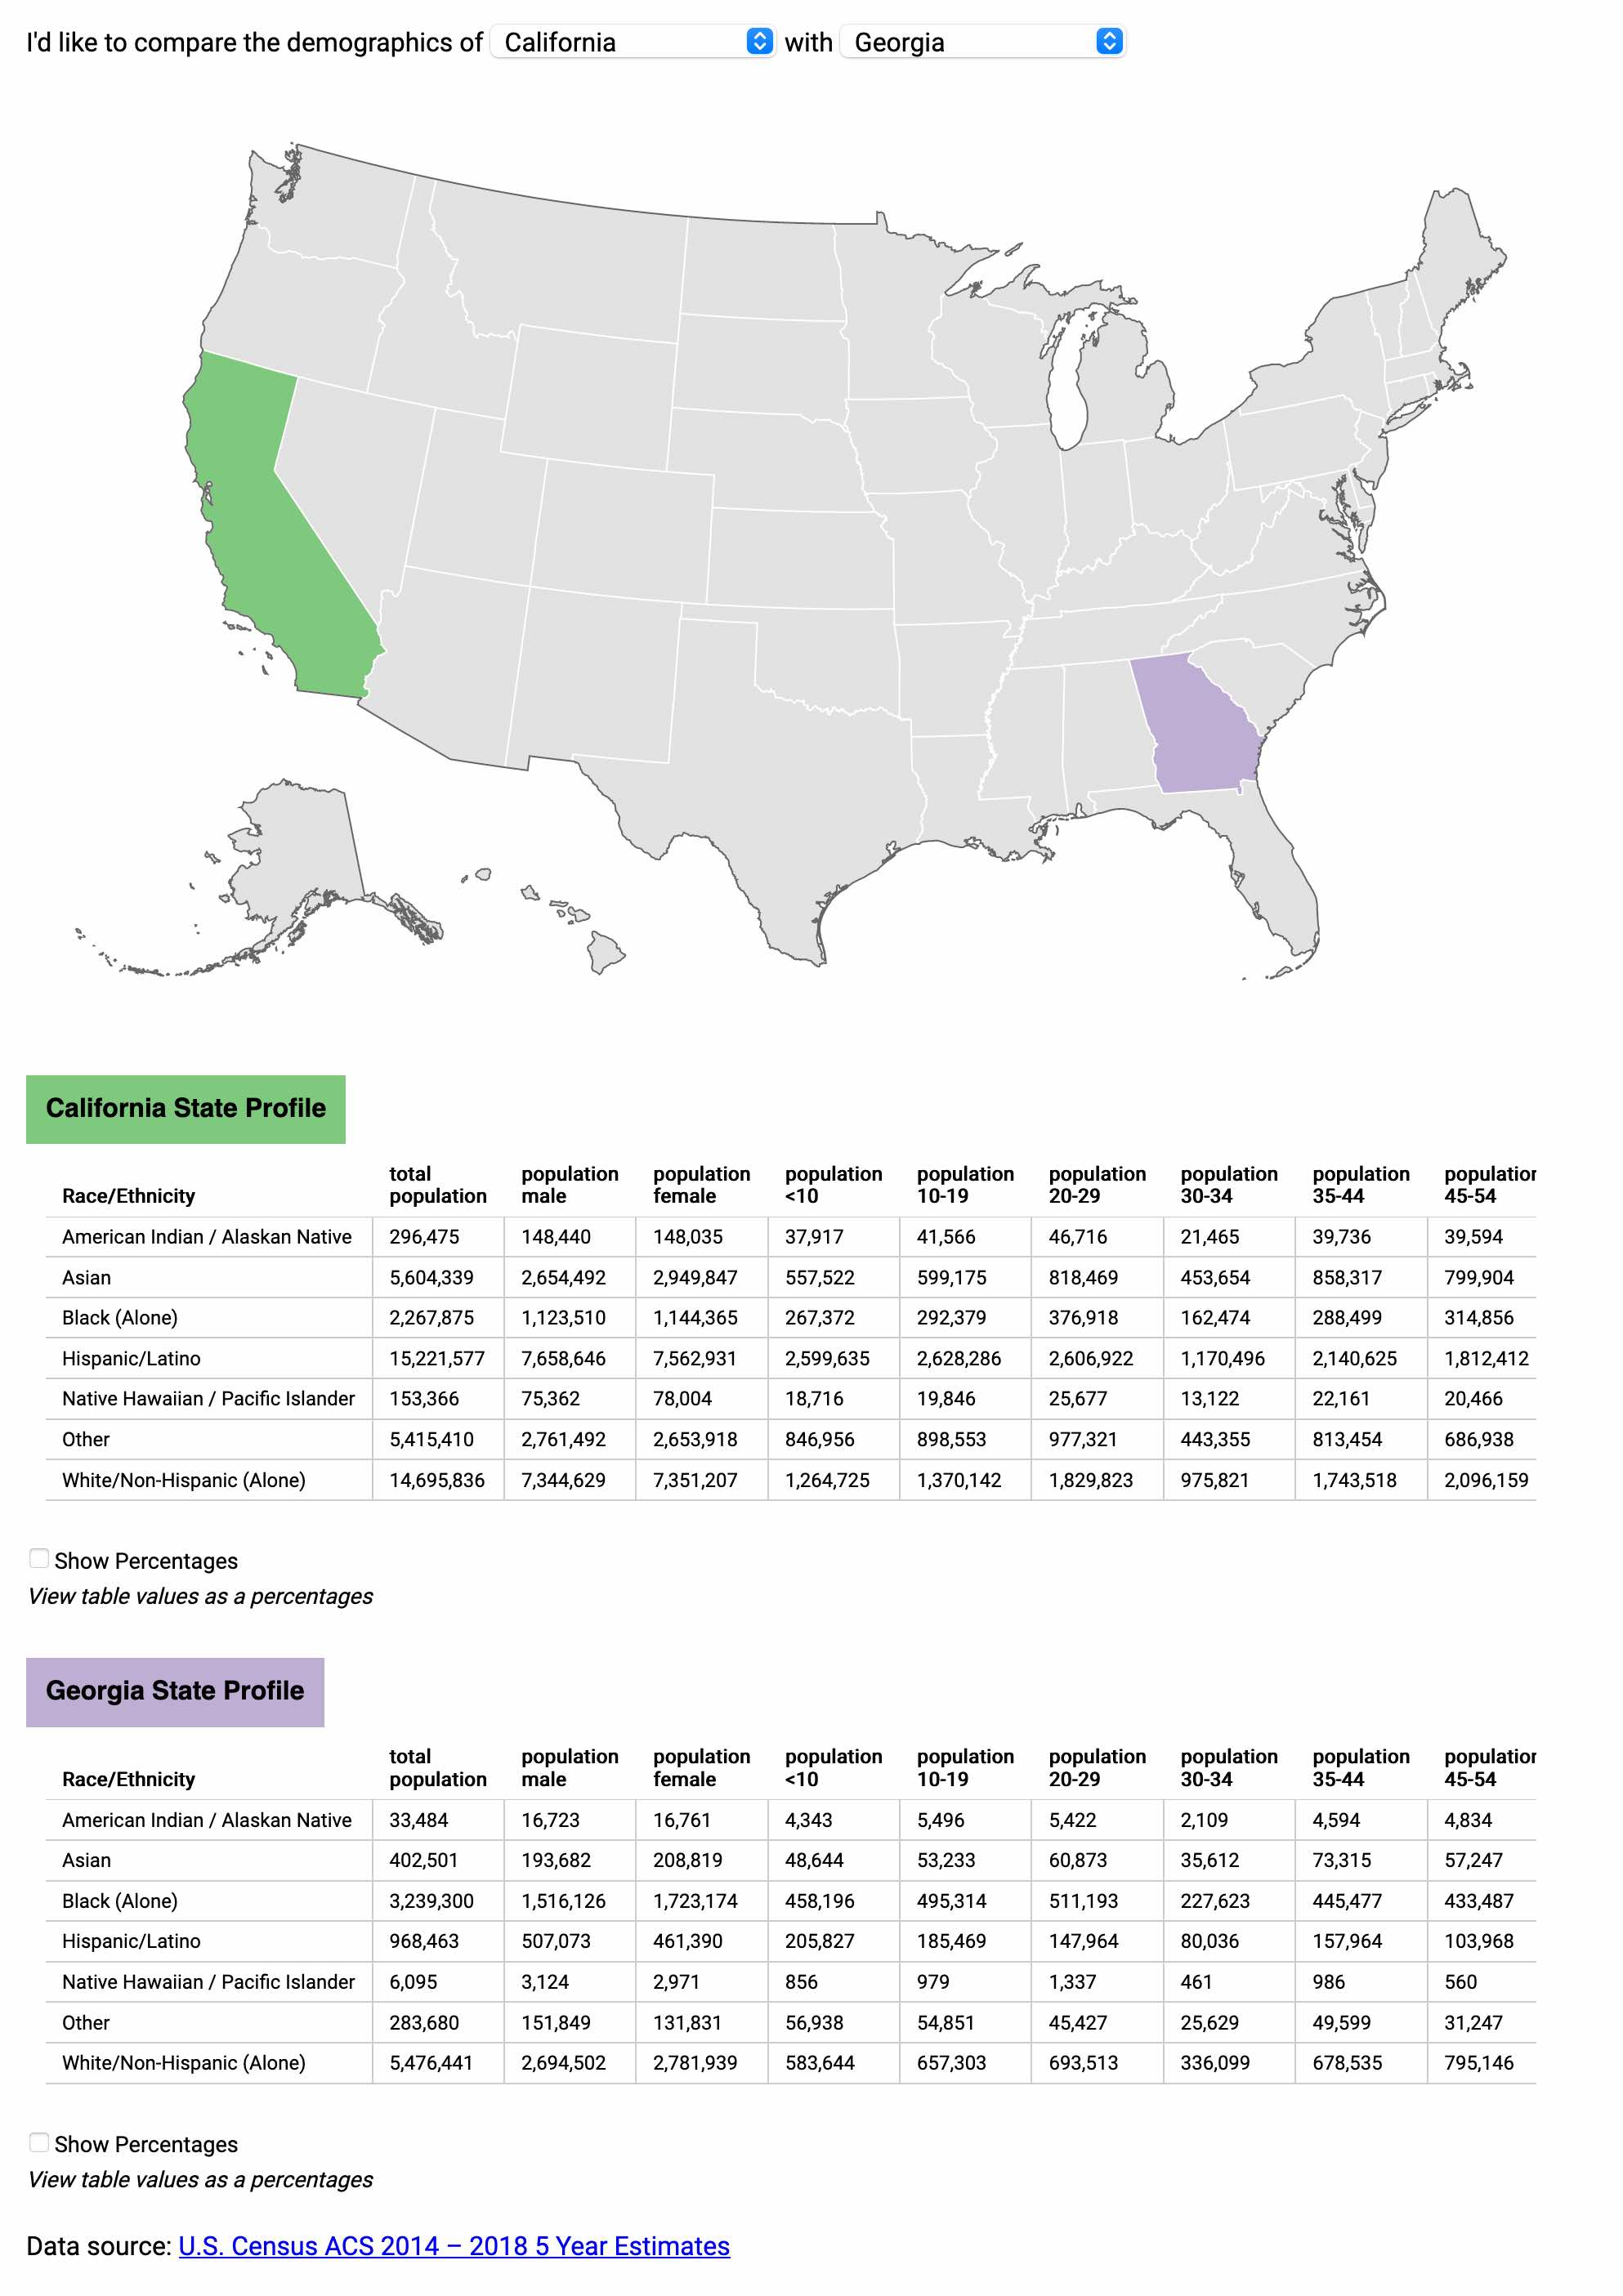 I'd like to compare the demographics of California with Georgia
California State Profile
Race/Ethnicity total population population male population female population <10 population 10-19 population 20-29 population 30-34 population 35-44 population 45-54
American Indian / Alaskan Native 296,475 148,440 148,035 37,917 41,566 46,716 21,465 39,736 39,594
Asian 5,604,339 2,654,492 2,949,847 557,522 599,175 818,469 453,654 858,317 799,904
Black (Alone) 2,267,875 1,123,510 1,144,365 267,372 292,379 376,918 162,474 288,499 314,856
Hispanic/Latino 15,221,577 7,658,646 7,562,931 2,599,635 2,628,286 2,606,922 1,170,496 2,140,625 1,812,412
Native Hawaiian / Pacific Islander 153,366 75,362 78,004 18,716 19,846 25,677 13,122 22,161 20,466
Other 5,415,410 2,761,492 2,653,918 846,956 898,553 977,321 443,355 813,454 686,938
White/Non-Hispanic (Alone) 14,695,836 7,344,629 7,351,207 1,264,725 1,370,142 1,829,823 975,821 1,743,518 2,096,159
Show Percentages
View table values as a percentages
Georgia State Profile
Race/Ethnicity total population population male population female population <10 population 10-19 population 20-29 population 30-34 population 35-44 population 45-54
American Indian / Alaskan Native 33,484 16,723 16,761 4,343 5,496 5,422 2,109 4,594 4,834
Asian 402,501 193,682 208,819 48,644 53,233 60,873 35,612 73,315 57,247
Black (Alone) 3,239,300 1,516,126 1,723,174 458,196 495,314 511,193 227,623 445,477 433,487
Hispanic/Latino 968,463 507,073 461,390 205,827 185,469 147,964 80,036 157,964 103,968
Native Hawaiian / Pacific Islander 6,095 3,124 2,971 856 979 1,337 461 986 560
Other 283,680 151,849 131,831 56,938 54,851 45,427 25,629 49,599 31,247
White/Non-Hispanic (Alone) 5,476,441 2,694,502 2,781,939 583,644 657,303 693,513 336,099 678,535 795,146
Show Percentages
View table values as a percentages
Data source: U.S. Census ACS 2014 – 2018 5 Year Estimates